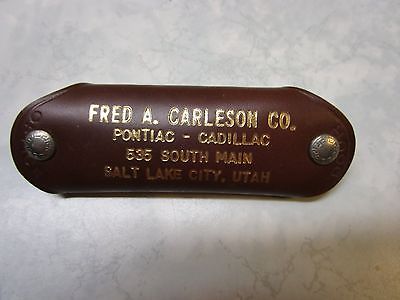 FRED A. CARLESON CO.
PONTIAC - CADILLAC
535 SOUTH MAIN
SALT LAKE CITY, UTAH